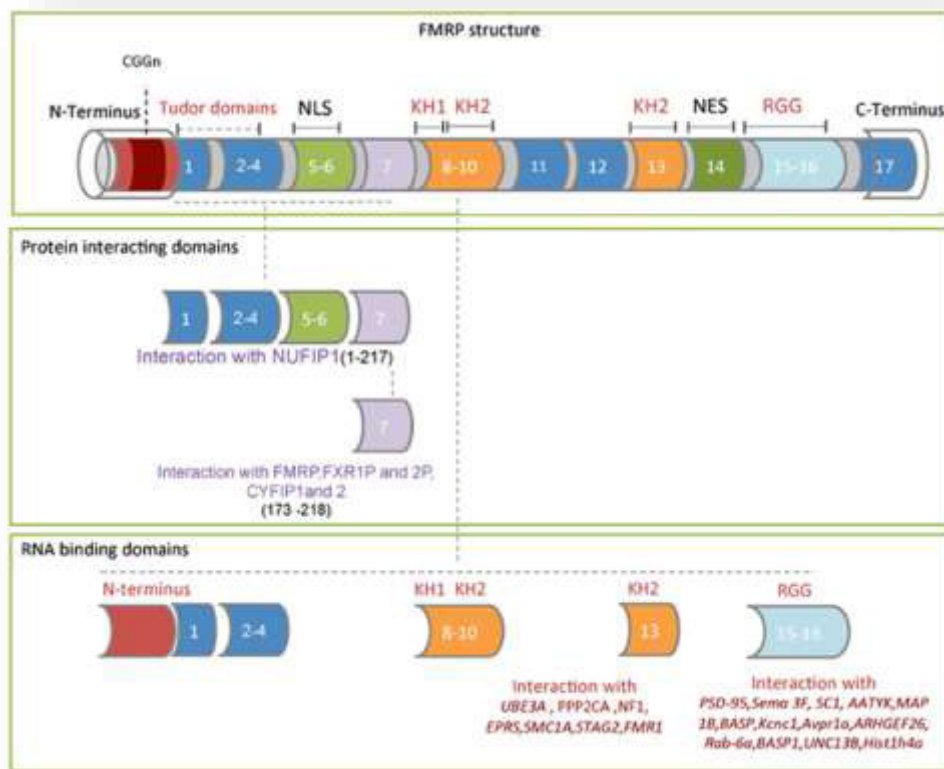 FMRP structure
CGGn
N-Terminus
Tudor domains
NLS
KH1 KH2
KH2
NES
RGG
C-Terminus
1
2-4
5-6
7
8-10
11
12
13
14
15-16
17
Protein interacting domains
1
2-4
5-6
7
Interaction with NUFIP1(1-217)
7
Interaction with FMRP,FXR1P and 2P,
CYFIP1and 2
(173 -218)
RNA binding domains
N-terminus
KH1 KH2
KH2
RGG
1
2-4
8-10
13
15-16
Interaction with
UBE3A , PPP2CA ,NF1,
EPRS,SMC1A,STAG2,FMR1
Interaction with
PSD-95,Sema 3F, SC1, AATYK,MAP
1B,BASP,Kcnc1,Avpr1a,ARHGEF26,
Rab-6a,BASP1,UNC13B,Hist1h4a